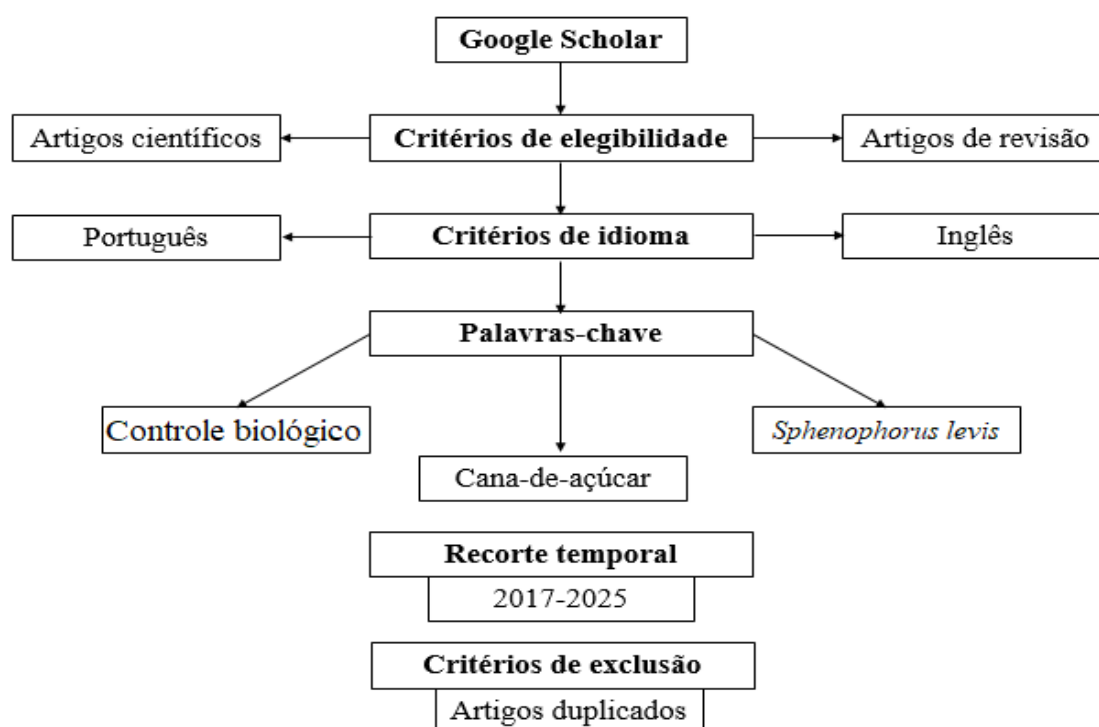 Google Scholar
Artigos científicos
Critérios de elegibilidade
Artigos de revisão
Português
Critérios de idioma
Inglês
Palavras-chave
Controle biológico
Sphenophorus levis
Cana-de-açúcar
Recorte temporal
2017-2025
Critérios de exclusão
Artigos duplicados